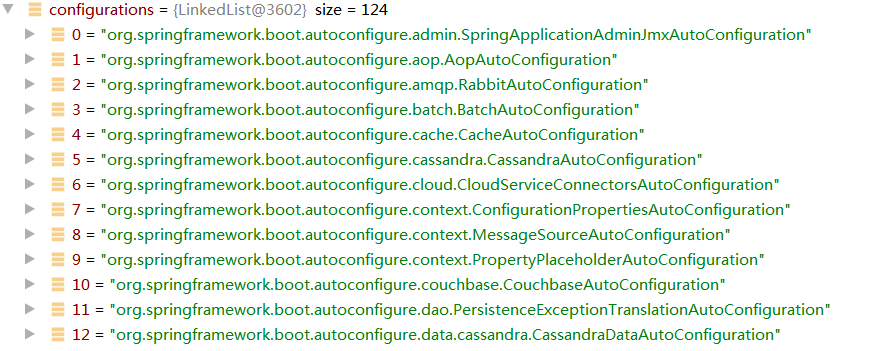 configurations = {LinkedList@3602} size = 124
0 = "org.springframework.boot.autoconfigure.admin.SpringApplicationAdminJmxAutoConfiguration"
1 = "org.springframework.boot.autoconfigure.aop.AopAutoConfiguration"
2 = "org.springframework.boot.autoconfigure.amqp.RabbitAutoConfiguration"
3 = "org.springframework.boot.autoconfigure.batch.BatchAutoConfiguration"
4 = "org.springframework.boot.autoconfigure.cache.CacheAutoConfiguration"
5 = "org.springframework.boot.autoconfigure.cassandra.CassandraAutoConfiguration"
6 = "org.springframework.boot.autoconfigure.cloud.CloudServiceConnectorsAutoConfiguration"
7 = "org.springframework.boot.autoconfigure.context.ConfigurationPropertiesAutoConfiguration"
8 = "org.springframework.boot.autoconfigure.context.MessageSourceAutoConfiguration"
9 = "org.springframework.boot.autoconfigure.context.PropertyPlaceholderAutoConfiguration"
10 = "org.springframework.boot.autoconfigure.couchbase.CouchbaseAutoConfiguration"
11 = "org.springframework.boot.autoconfigure.dao.PersistenceExceptionTranslationAutoConfiguration"
12 = "org.springframework.boot.autoconfigure.data.cassandra.CassandraDataAutoConfiguration"